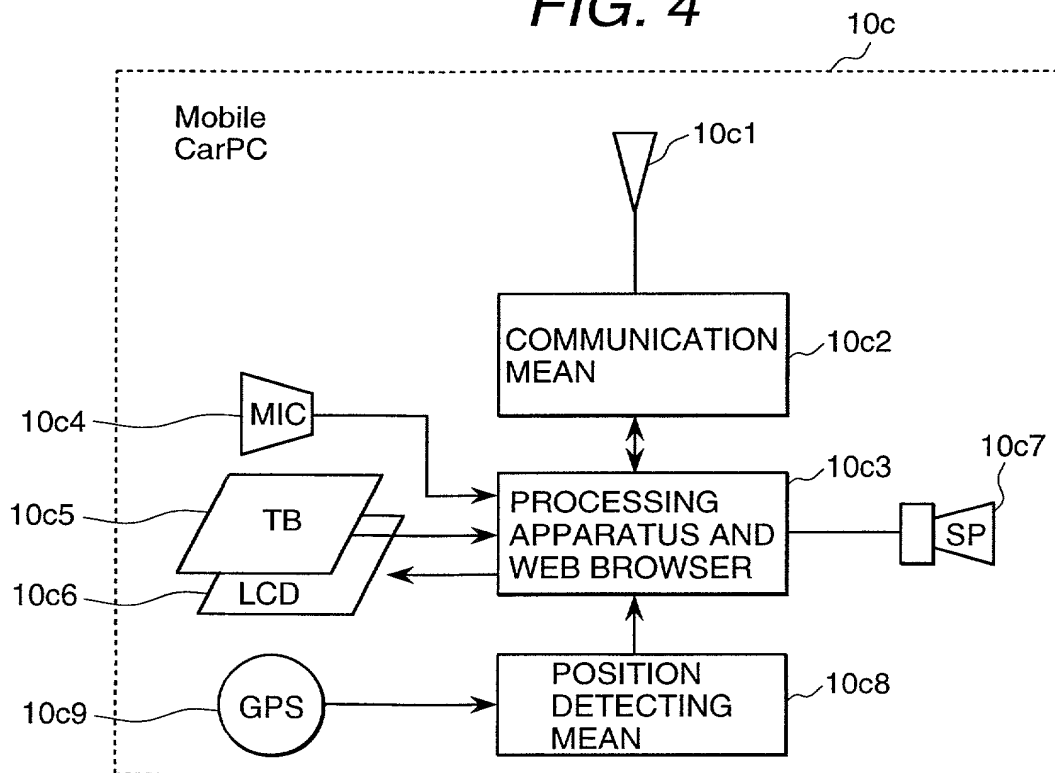 FIG. 4
10c
Mobile
CarPC
10c1
COMMUNICATION
MEAN
10c2
MIC
10c4
10c3
10c7
PROCESSING
APPARATUS AND
WEB BROWSER
SP
10c5
TB
10c6
LCD
10c9
GPS
POSITION
DETECTING
MEAN
10c8